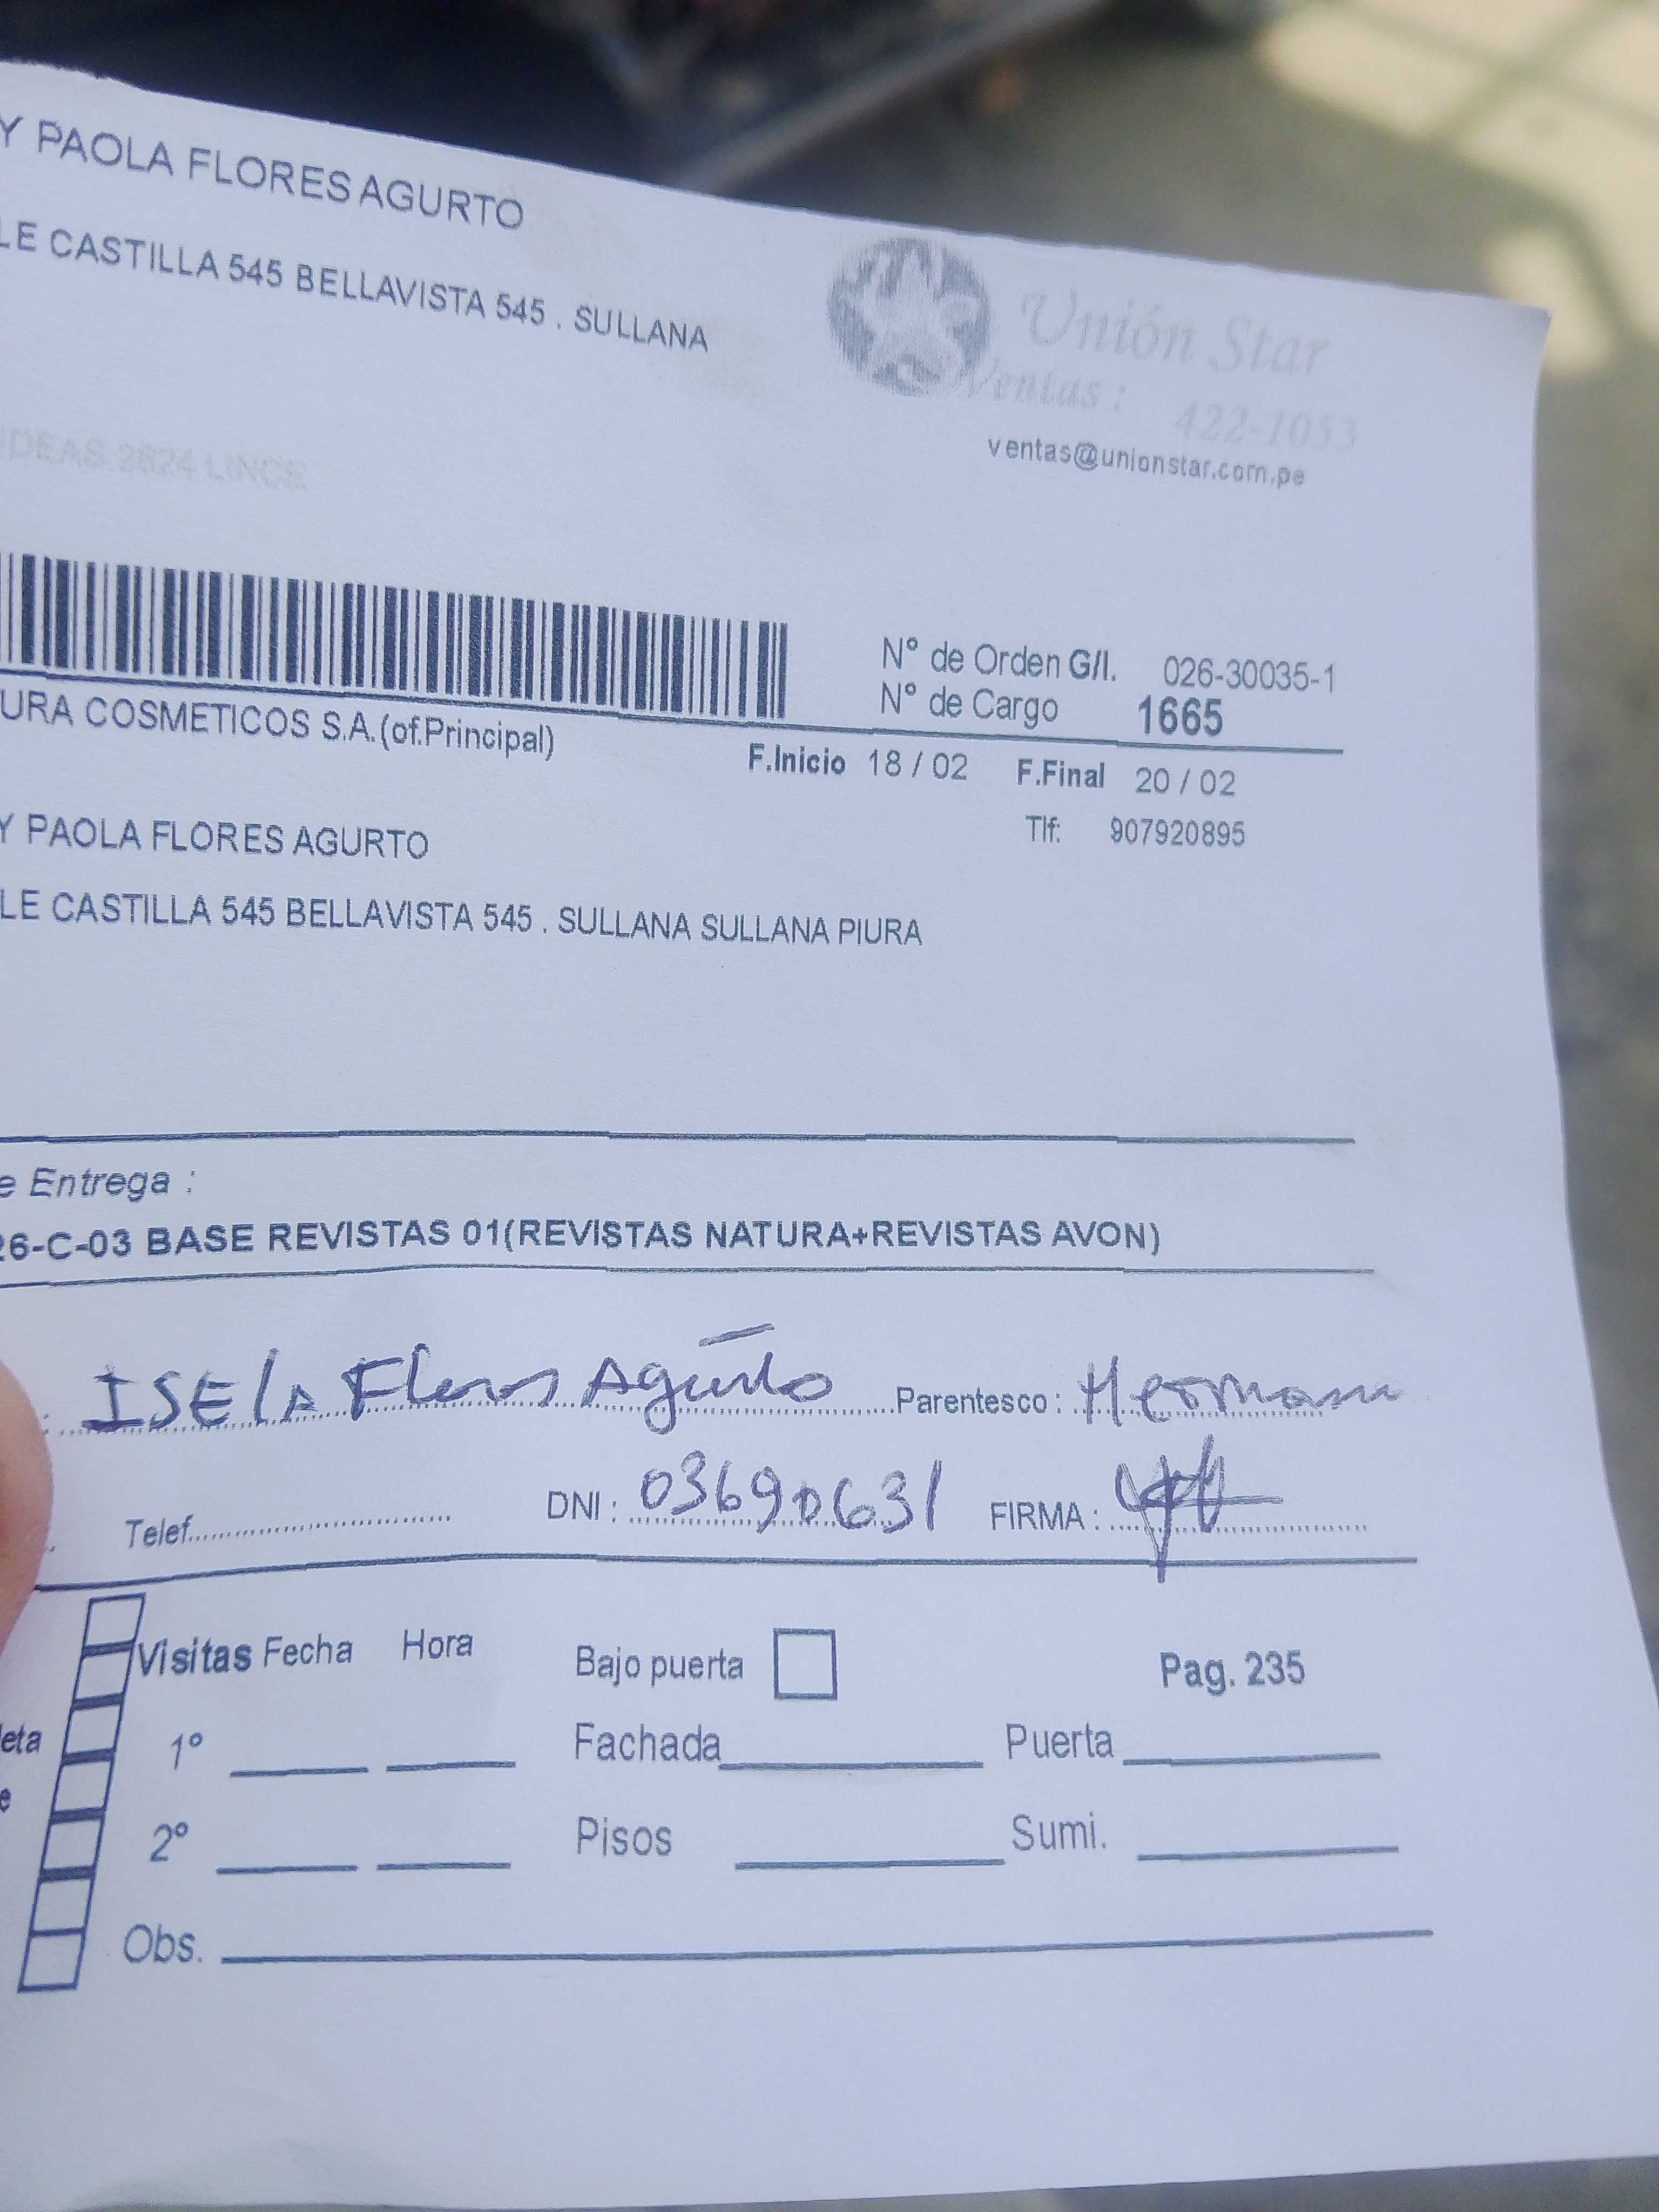 Y PAOLA FLORES AGURTO
LE CASTILLA 545 BELLAVISTA 545 . SULLANA
Unión Star
Ventas : 422-1053
ventas@unionstar.com.pe
IDEAS 2624 LINCE
N° de Orden G/I. 026-30035-1
N° de Cargo 1665
URA COSMETICOS S.A.(of.Principal)
F.Inicio 18 / 02 F.Final 20 / 02
Y PAOLA FLORES AGURTO
Tlf: 907920895
LE CASTILLA 545 BELLAVISTA 545 . SULLANA SULLANA PIURA
e Entrega :
26-C-03 BASE REVISTAS 01(REVISTAS NATURA+REVISTAS AVON)
: ISELA Flores Agurto Parentesco : Hermana
Telef. DNI : 03690631 FIRMA :
Visitas Fecha Hora Bajo puerta Pag. 235
leta 1° Fachada Puerta
e
2° Pisos Sumi.
Obs.